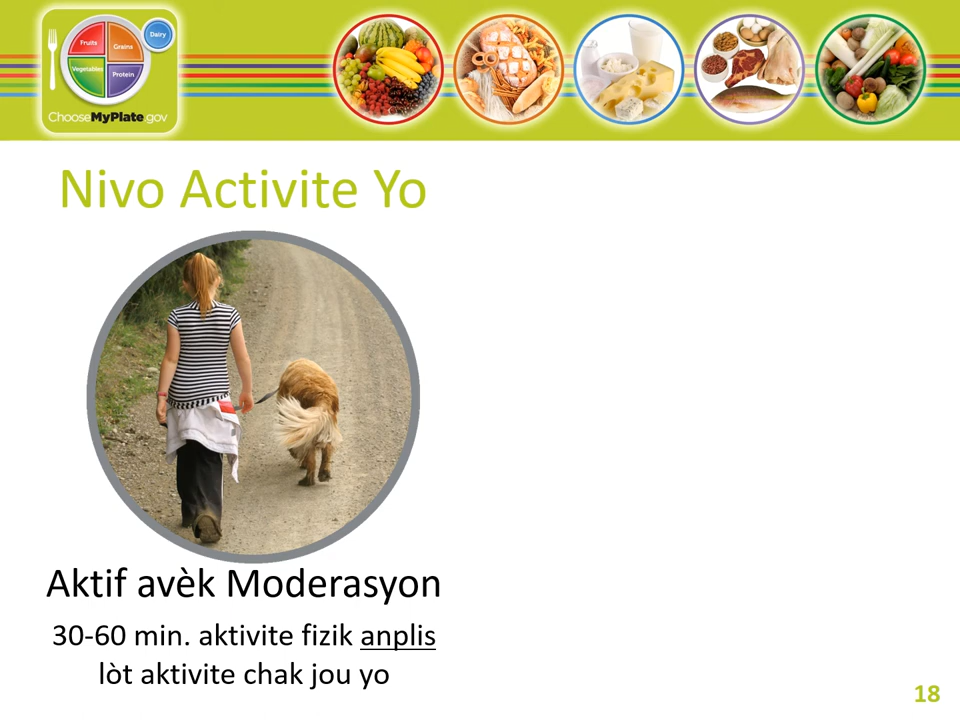 Fruits
Grains
Dairy
Vegetables
Protein
ChooseMyPlate.gov
Nivo Activite Yo
Aktif avèk Moderasyon
30-60 min. aktivite fizik anplis
lòt aktivite chak jou yo
18